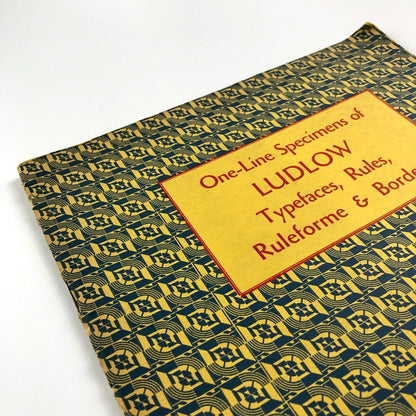 One-Line Specimens of
LUDLOW
Typefaces, Rules,
Ruleforme & Borde